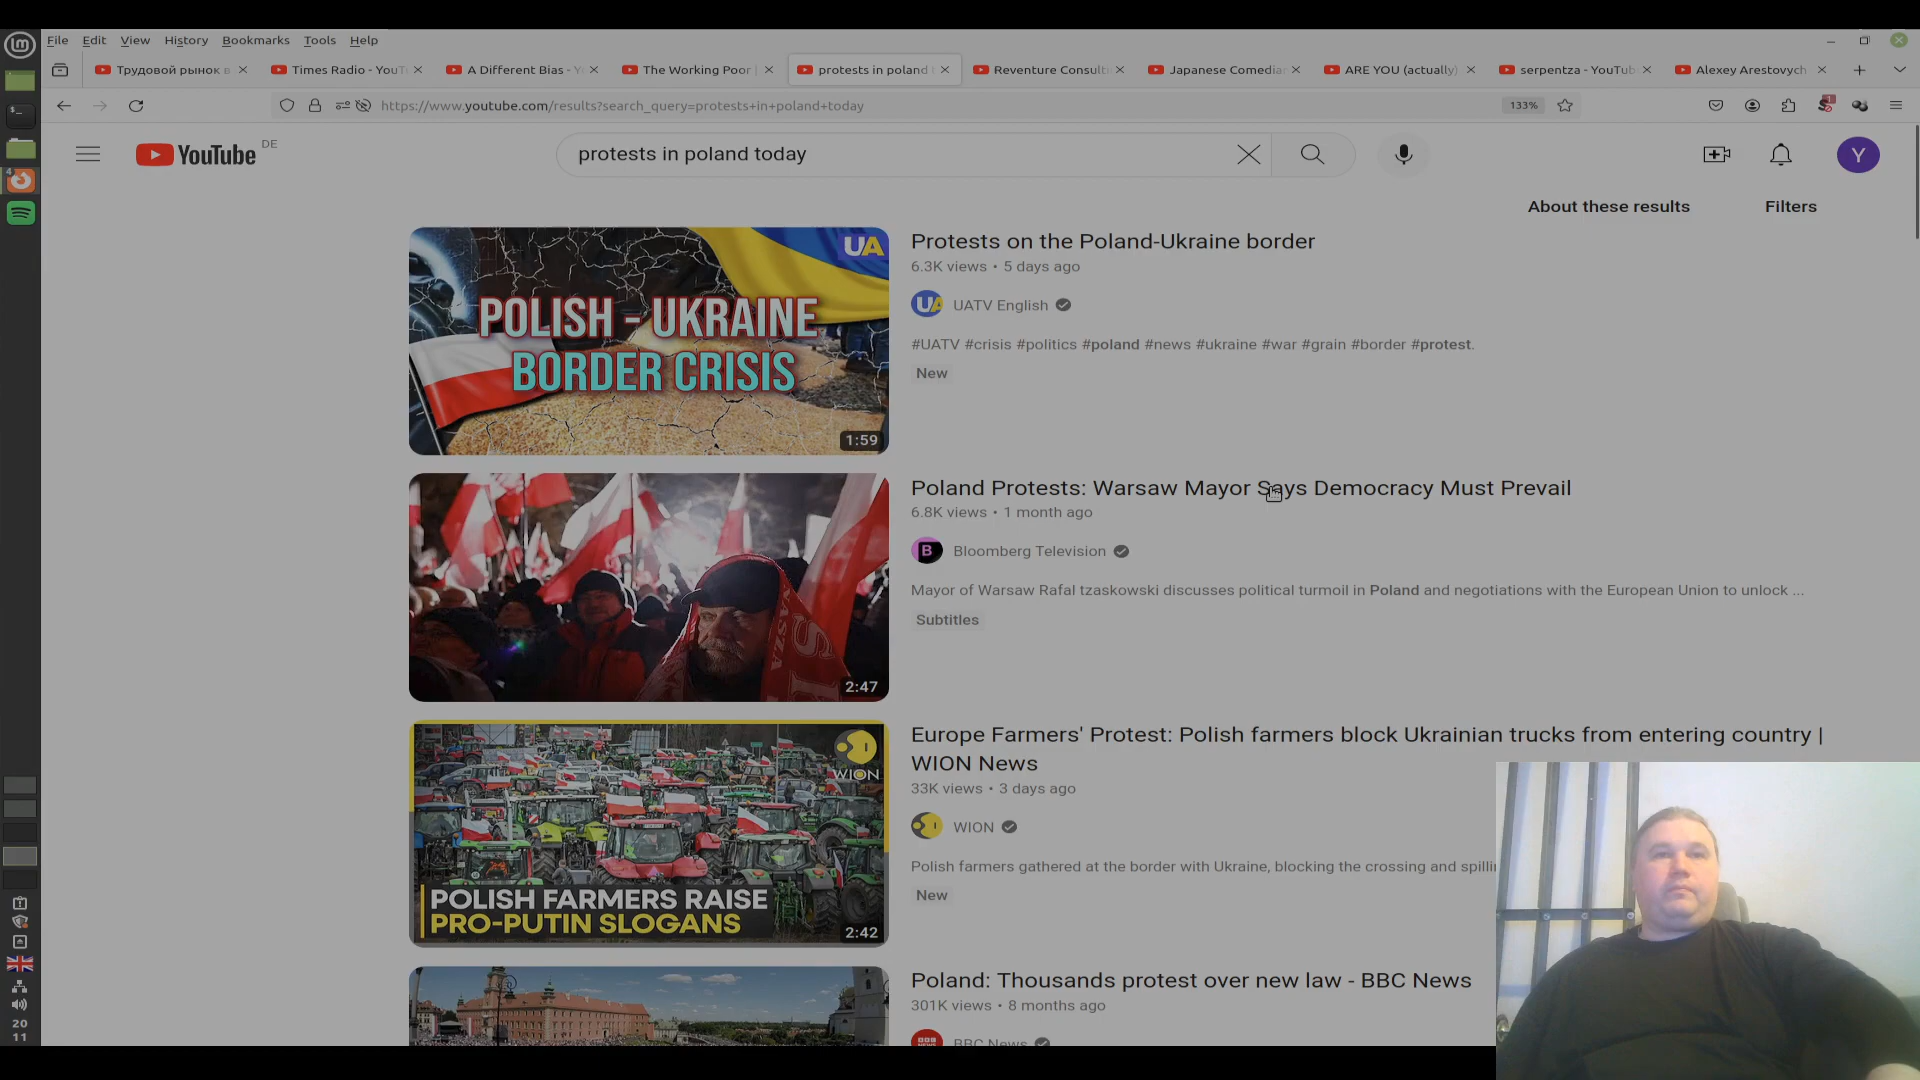 File Edit View History Bookmarks Tools Help
Трудовой рынок в
Times Radio - YouT
A Different Bias - Y
The Working Poor |
protests in poland
Reventure Consulti
Japanese Comedian
ARE YOU (actually)
serpentza - YouTub
Alexey Arestovych
https://www.youtube.com/results?search_query=protests+in+poland+today
133%
1
4
YouTube DE
protests in poland today
Y
About these results
Filters
UA
POLISH - UKRAINE
BORDER CRISIS
1:59
Protests on the Poland-Ukraine border
6.3K views • 5 days ago
UA UATV English
#UATV #crisis #politics #poland #news #ukraine #war #grain #border #protest.
New
2:47
Poland Protests: Warsaw Mayor Says Democracy Must Prevail
6.8K views • 1 month ago
B Bloomberg Television
Mayor of Warsaw Rafal tzaskowski discusses political turmoil in Poland and negotiations with the European Union to unlock ...
Subtitles
WION
POLISH FARMERS RAISE
PRO-PUTIN SLOGANS
2:42
Europe Farmers' Protest: Polish farmers block Ukrainian trucks from entering country |
WION News
33K views • 3 days ago
WION
Polish farmers gathered at the border with Ukraine, blocking the crossing and spilli
New
Poland: Thousands protest over new law - BBC News
301K views • 8 months ago
BBC News
20
11